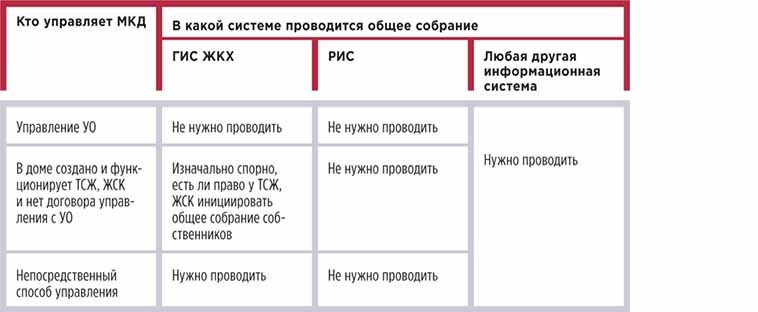 Кто управляет МКД
В какой системе проводится общее собрание
ГИС ЖКХ
РИС
Любая другая
информационная
система
Управление УО
Не нужно проводить
Не нужно проводить
Нужно проводить
В доме создано и функ-
ционирует ТСЖ, ЖСК
и нет договора управ-
ления с УО
Изначально спорно,
есть ли право у ТСЖ,
ЖСК инициировать
общее собрание соб-
ственников
Не нужно проводить
Непосредственный
способ управления
Нужно проводить
Не нужно проводить